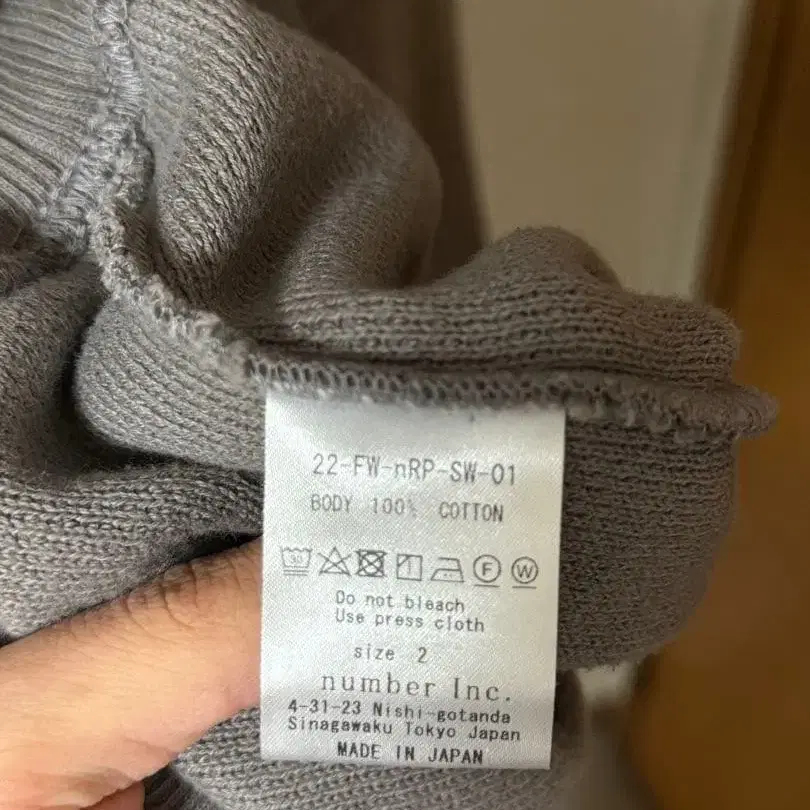 22-FW-nRP-SW-01
BODY 100% COTTON
30 F W
Do not bleach
Use press cloth
size 2
number Inc.
4-31-23 Nishi-gotanda
Sinagawaku Tokyo Japan
MADE IN JAPAN